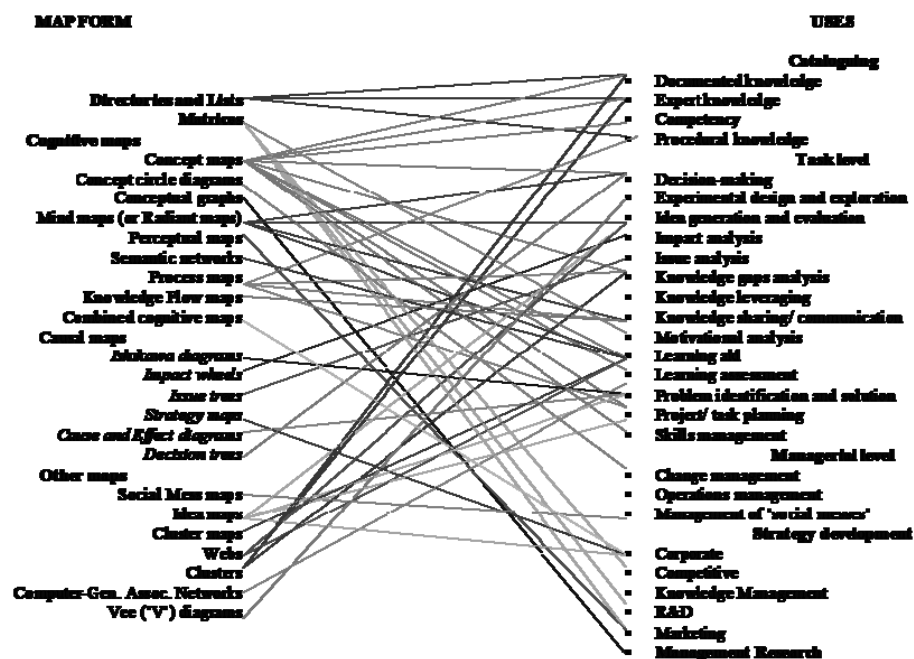 MAP FORM
USES
Directories and Lists
Matrices
Cognitive maps
Concept maps
Concept circle diagrams
Conceptual graphs
Mind maps (or Radiant maps)
Perceptual maps
Semantic networks
Process maps
Knowledge Flow maps
Combined cognitive maps
Causal maps
Ishikawa diagrams
Impact wheels
Issue trees
Strategy maps
Cause and Effect diagrams
Decision trees
Other maps
Social Mess maps
Idea maps
Cluster maps
Webs
Clusters
Computer-Gen. Assoc. Networks
Vee ("V") diagrams
Cataloguing
Documented knowledge
Expert knowledge
Competency
Procedural knowledge
Task level
Decision-making
Experimental design and exploration
Idea generation and evaluation
Impact analysis
Issue analysis
Knowledge gaps analysis
Knowledge leveraging
Knowledge sharing/ communication
Motivational analysis
Learning aid
Learning assessment
Problem identification and solution
Project/ task planning
Skills management
Managerial level
Change management
Operations management
Management of "social messes"
Strategy development
Corporate
Competitive
Knowledge Management
R&D
Marketing
Management Research